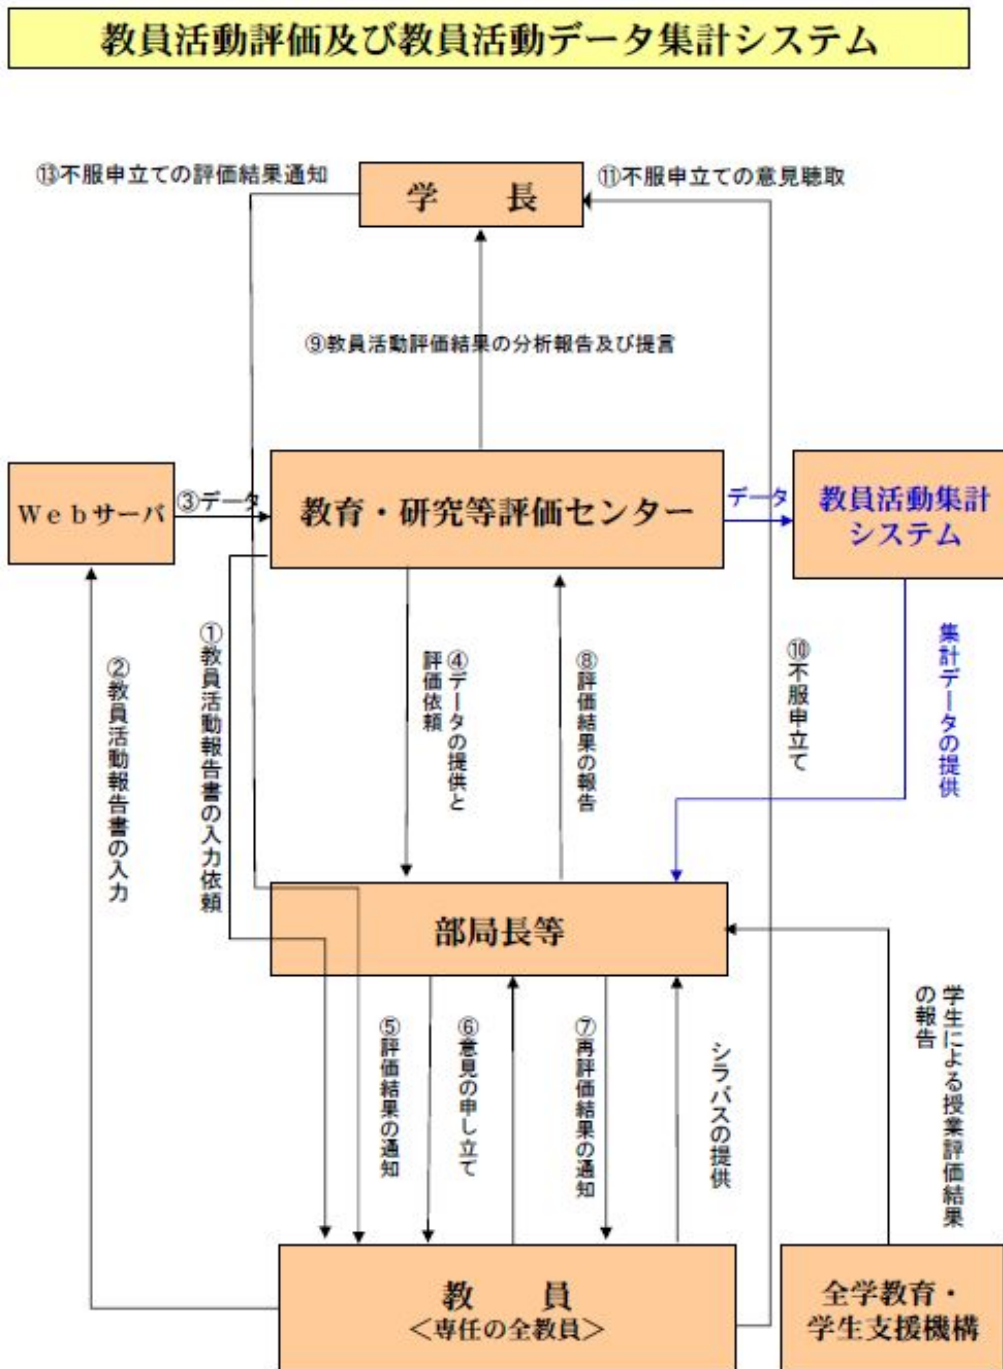 教員活動評価及び教員活動データ集計システム
⑬不服申立ての評価結果通知
学 長
⑪不服申立ての意見聴取
⑨教員活動評価結果の分析報告及び提言
Ｗｅｂサーバ
③データ
教育・研究等評価センター
データ
教員活動集計
システム
①教員活動報告書の入力依頼
②教員活動報告書の入力
④データの提供と
評価依頼
⑧評価結果の報告
⑩不服申立て
集計データの提供
部局長等
⑤評価結果の通知
⑥意見の申し立て
⑦再評価結果の通知
シラバスの提供
学生による授業評価結果
の報告
教 員
＜専任の全教員＞
全学教育・
学生支援機構